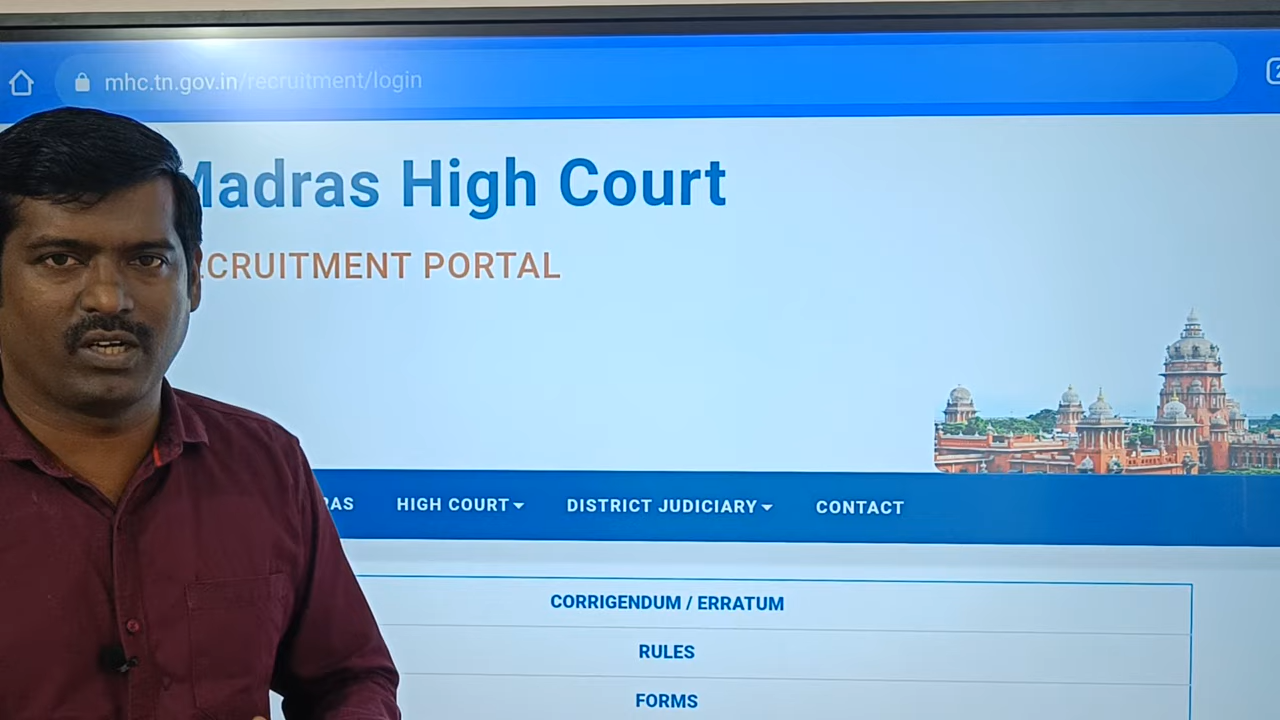 mhc.tn.gov.in/recruitment/login
Madras High Court
ECRUITMENT PORTAL
RAS HIGH COURT DISTRICT JUDICIARY CONTACT
CORRIGENDUM / ERRATUM
RULES
FORMS